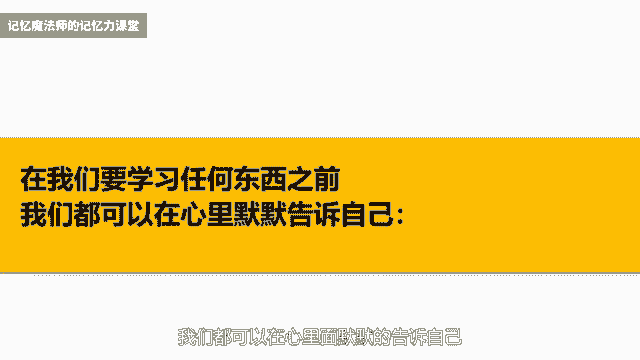 记忆魔法师的记忆力课堂
在我们要学习任何东西之前
我们都可以在心里默默告诉自己：
我们都可以在心里面默默的告诉自己